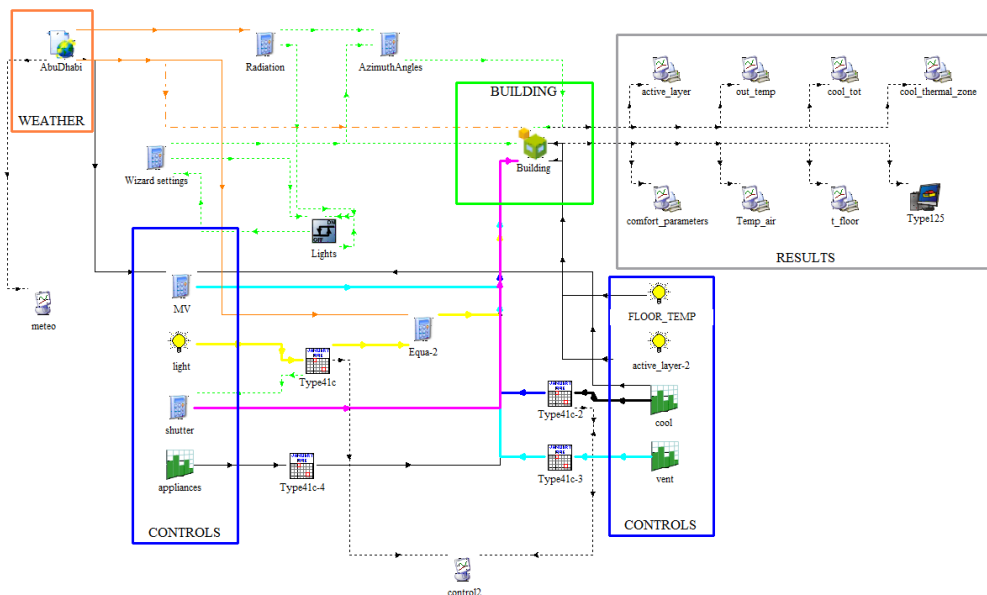 AbuDhabi
WEATHER
Radiation
AzimuthAngles
BUILDING
Building
active_layer
out_temp
cool_tot
cool_thermal_zone
comfort_parameters
Temp_air
t_floor
Type125
RESULTS
Wizard settings
ON
OFF
Lights
meteo
MV
light
shutter
appliances
CONTROLS
Type41c
Equa-2
Type41c-4
Type41c-2
Type41c-3
FLOOR_TEMP
active_layer-2
cool
vent
CONTROLS
control2